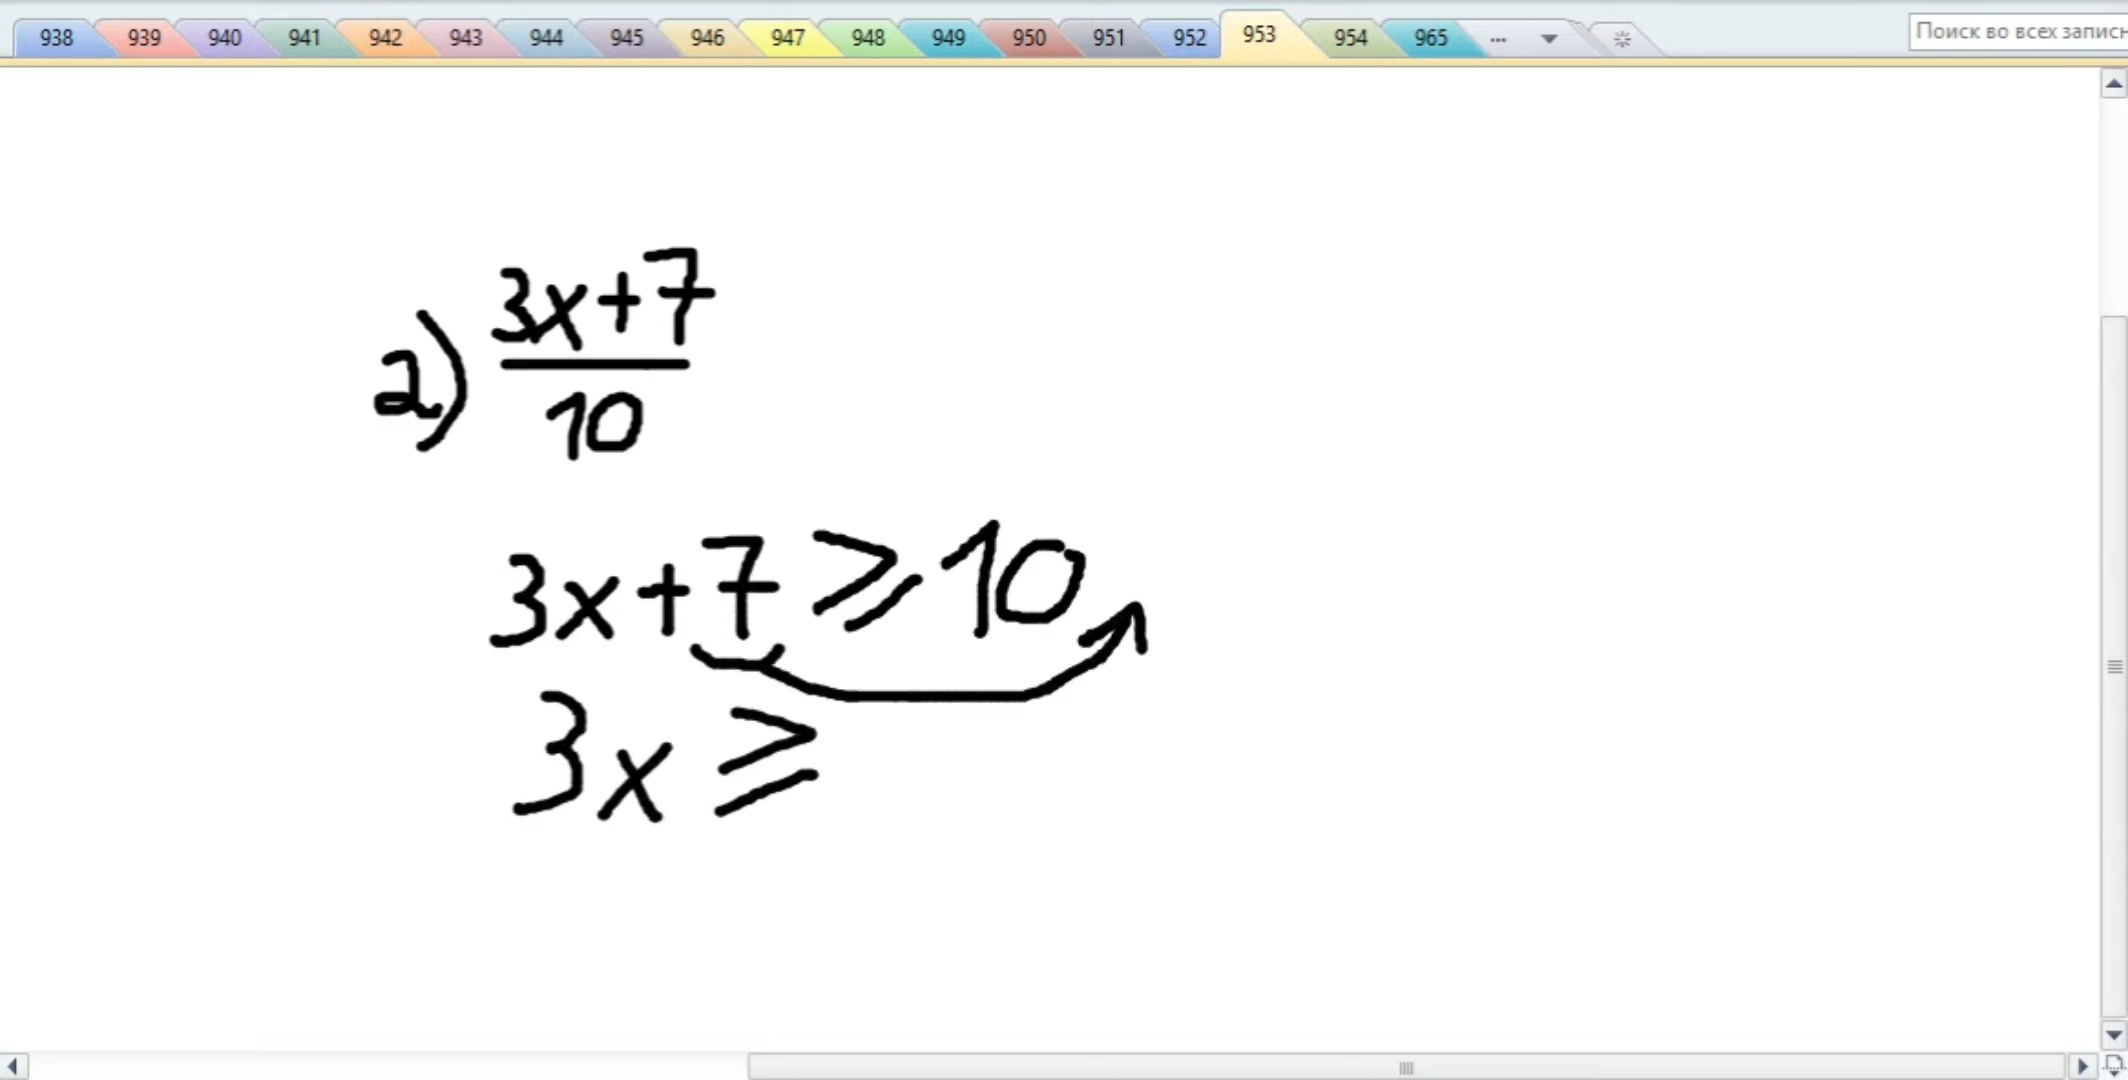 938 939 940 941 942 943 944 945 946 947 948 949 950 951 952 953 954 965 ...
Поиск во всех запис
2) 3x+7
10
3x+7⩾10
3x⩾